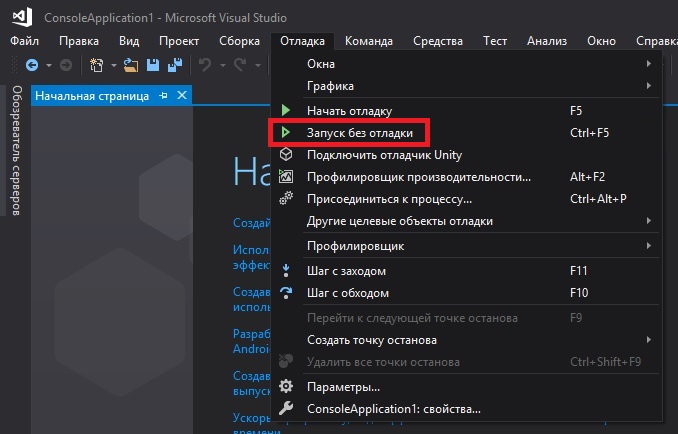 ConsoleApplication1 - Microsoft Visual Studio
Файл Правка Вид Проект Сборка Отладка Команда Средства Тест Анализ Окно Справка
Обозреватель серверов
Начальная страница
На
Создай
Испол
эффект
Создав
исполь
Разраб
Android
Создав
выпуск
Ускорь
времени
Окна
Графика
Начать отладку F5
Запуск без отладки Ctrl+F5
Подключить отладчик Unity
Профилировщик производительности... Alt+F2
Присоединиться к процессу... Ctrl+Alt+P
Другие целевые объекты отладки
Профилировщик
Шаг с заходом F11
Шаг с обходом F10
Перейти к следующей точке останова F9
Создать точку останова
Удалить все точки останова Ctrl+Shift+F9
Параметры...
ConsoleApplication1: свойства...